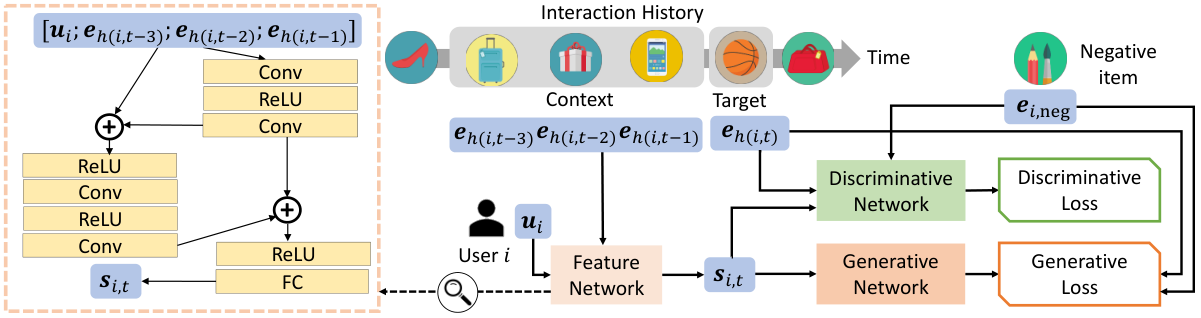 [u_i; e_h(i,t−3); e_h(i,t−2); e_h(i,t−1)]
Conv
ReLU
Conv
ReLU
Conv
ReLU
Conv
ReLU
FC
s_i,t
Interaction History
Time
Context
Target
Negative
item
e_h(i,t−3) e_h(i,t−2) e_h(i,t−1)
e_h(i,t)
e_i,neg
User i
u_i
Feature
Network
s_i,t
Discriminative
Network
Discriminative
Loss
Generative
Network
Generative
Loss